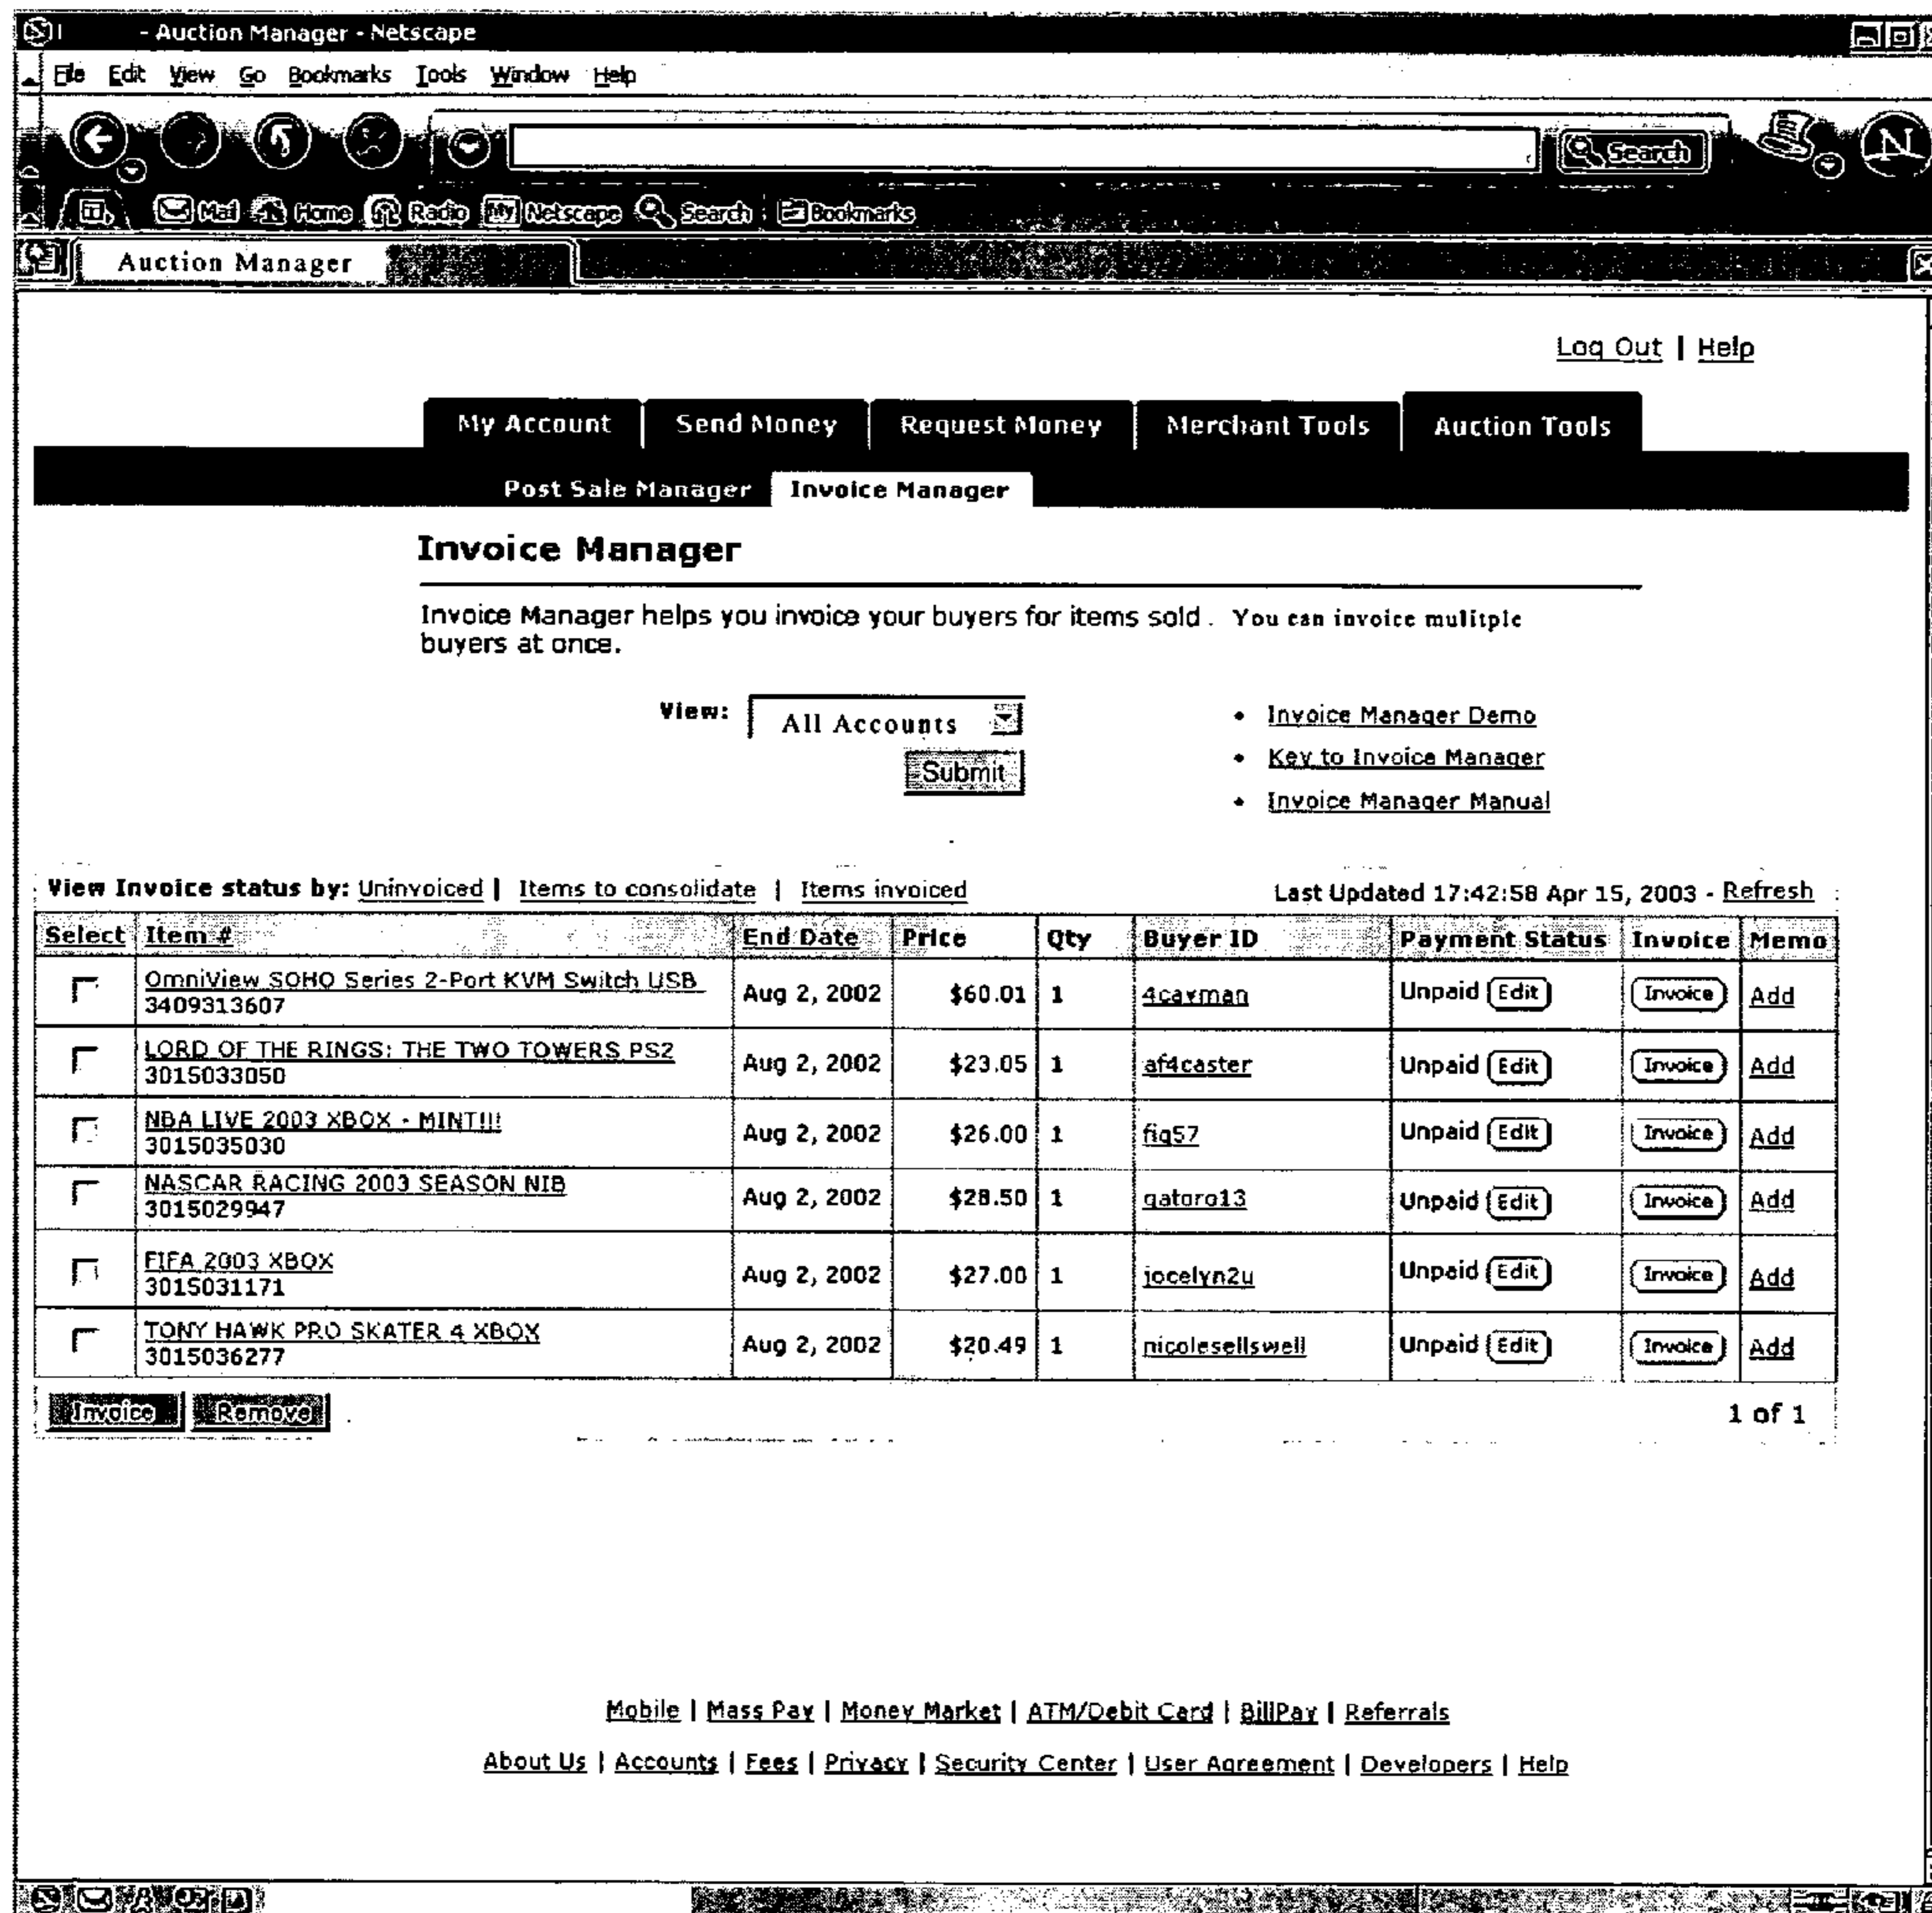 - Auction Manager - Netscape
File Edit View Go Bookmarks Tools Window Help
Search
Mail Home Radio My Netscape Search Bookmarks
Auction Manager
Log Out | Help
My Account Send Money Request Money Merchant Tools Auction Tools
Post Sale Manager Invoice Manager
Invoice Manager
Invoice Manager helps you invoice your buyers for items sold. You can invoice mulitple
buyers at once.
View: All Accounts
• Invoice Manager Demo
Submit
• Key to Invoice Manager
• Invoice Manager Manual
View Invoice status by: Uninvoiced | Items to consolidate | Items invoiced Last Updated 17:42:58 Apr 15, 2003 - Refresh
Select Item # End Date Price Qty Buyer ID Payment Status Invoice Memo
OmniView SOHO Series 2-Port KVM Switch USB
3409313607 Aug 2, 2002 $60.01 1 4cayman Unpaid Edit Invoice Add
LORD OF THE RINGS: THE TWO TOWERS PS2
3015033050 Aug 2, 2002 $23.05 1 af4caster Unpaid Edit Invoice Add
NBA LIVE 2003 XBOX - MINT!!!
3015035030 Aug 2, 2002 $26.00 1 fig57 Unpaid Edit Invoice Add
NASCAR RACING 2003 SEASON NIB
3015029947 Aug 2, 2002 $28.50 1 gatoro13 Unpaid Edit Invoice Add
FIFA 2003 XBOX
3015031171 Aug 2, 2002 $27.00 1 jocelyn2u Unpaid Edit Invoice Add
TONY HAWK PRO SKATER 4 XBOX
3015036277 Aug 2, 2002 $20.49 1 nicolesellswell Unpaid Edit Invoice Add
Invoice Remove 1 of 1
Mobile | Mass Pay | Money Market | ATM/Debit Card | BillPay | Referrals
About Us | Accounts | Fees | Privacy | Security Center | User Agreement | Developers | Help